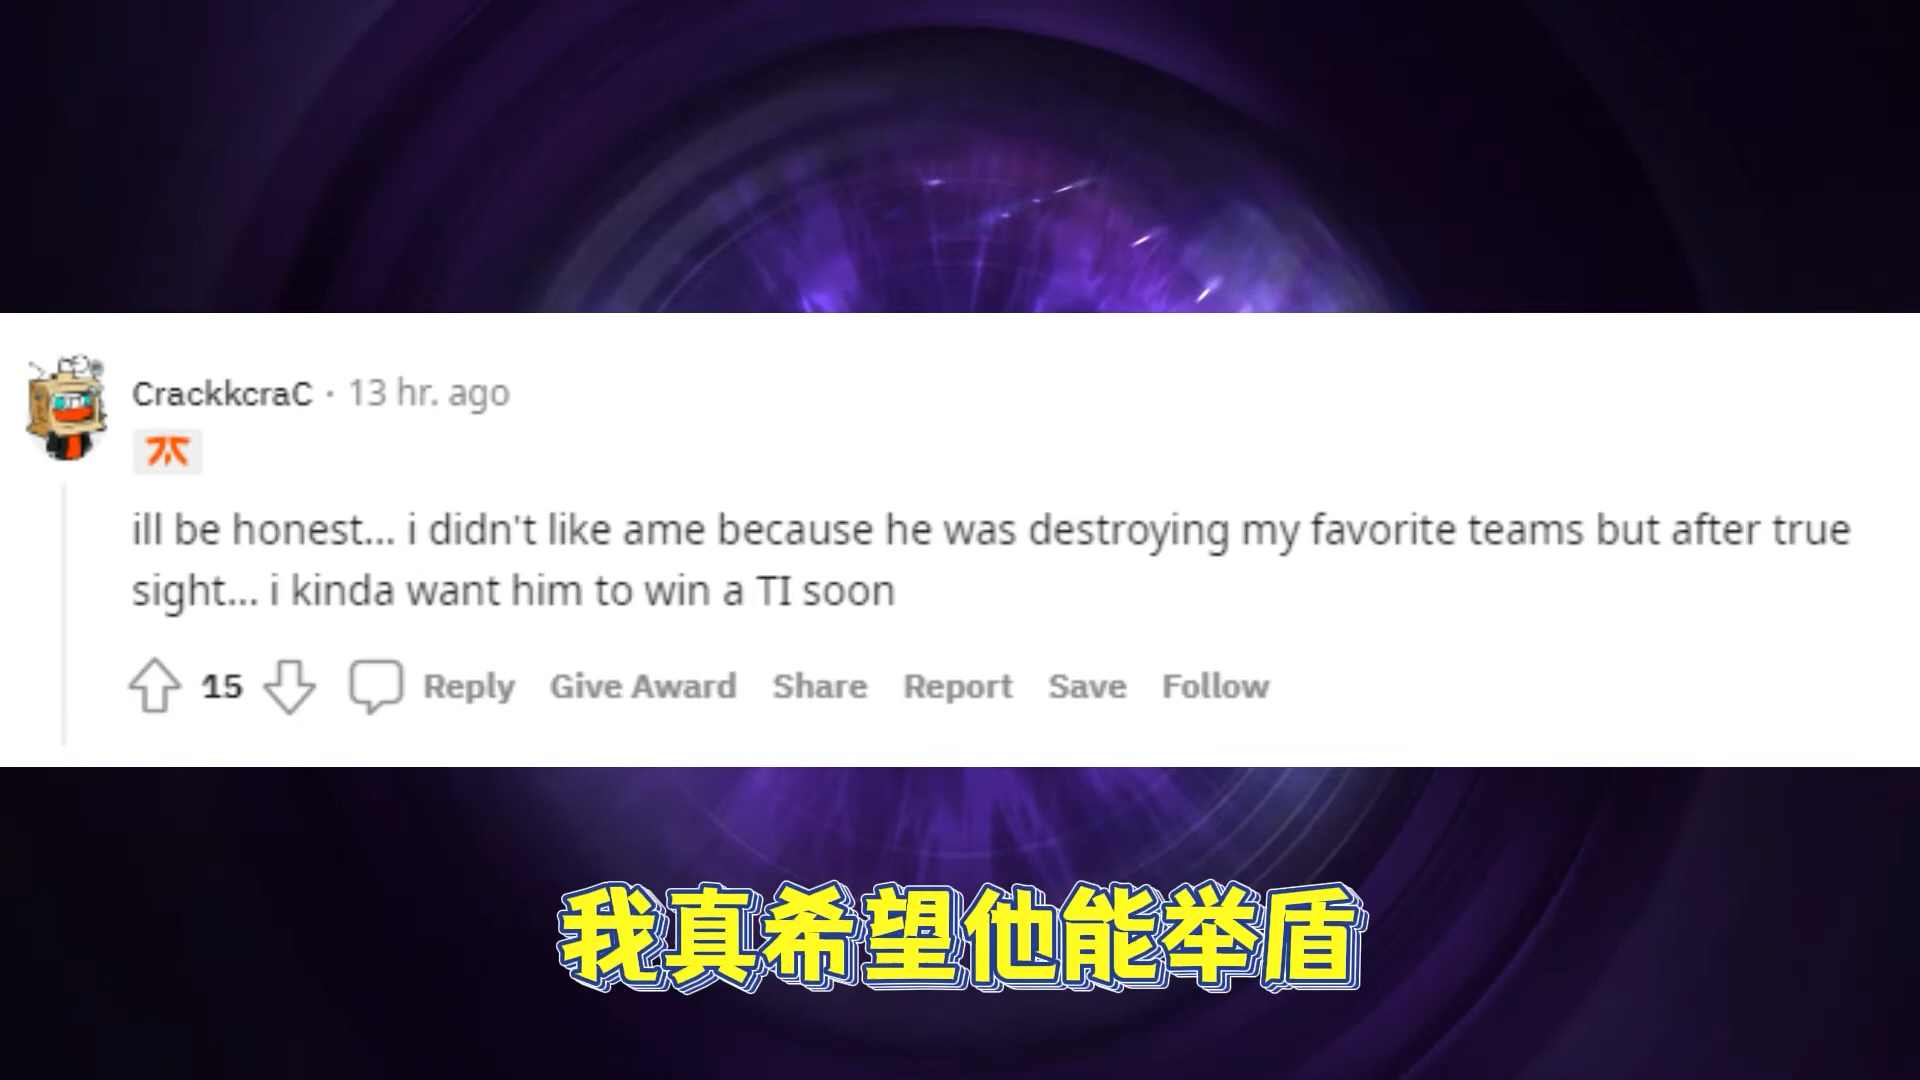 CrackkcraC · 13 hr. ago
ill be honest... i didn't like ame because he was destroying my favorite teams but after true
sight... i kinda want him to win a TI soon
15 Reply Give Award Share Report Save Follow
我真希望他能举盾